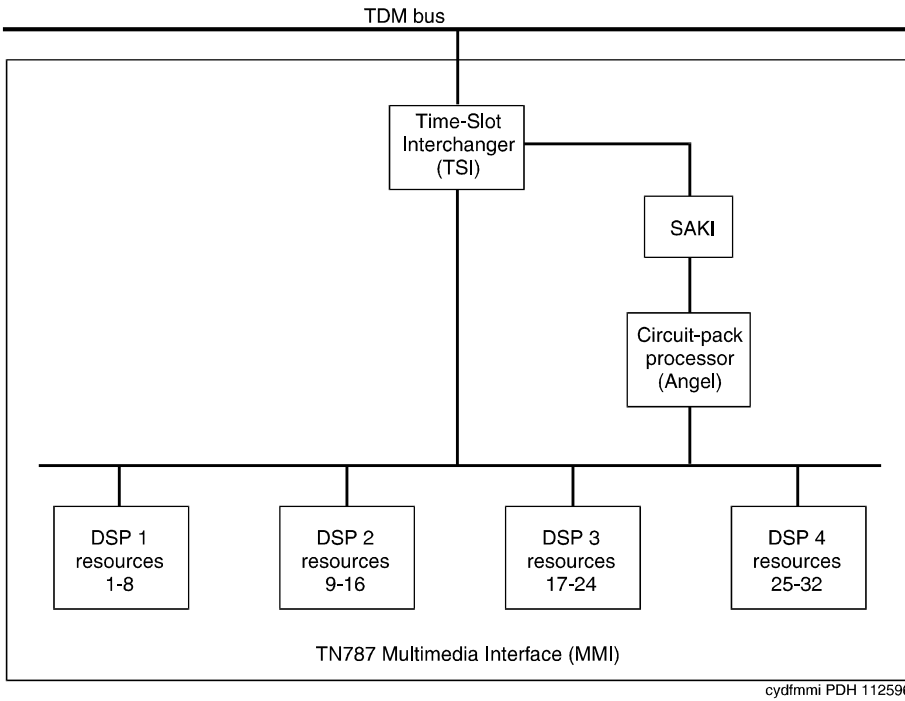 TDM bus
Time-Slot
Interchanger
(TSI)
SAKI
Circuit-pack
processor
(Angel)
DSP 1
resources
1-8
DSP 2
resources
9-16
DSP 3
resources
17-24
DSP 4
resources
25-32
TN787 Multimedia Interface (MMI)
cydfmmi PDH 112596